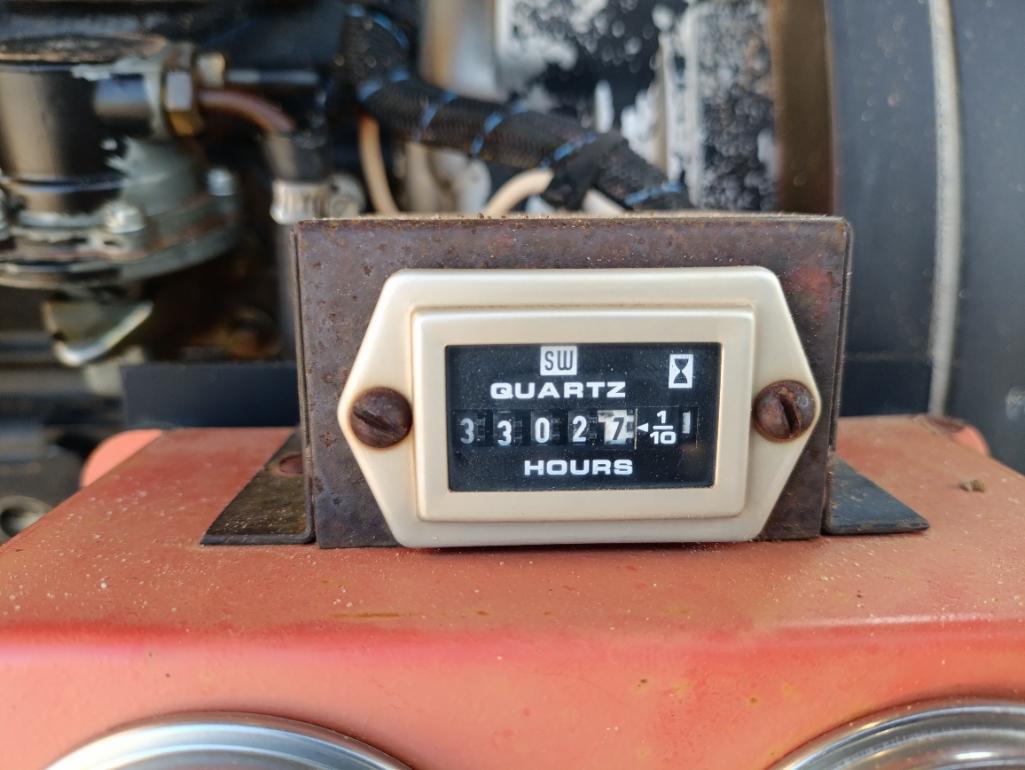 SW
QUARTZ
33027 ◄ 1/10
HOURS